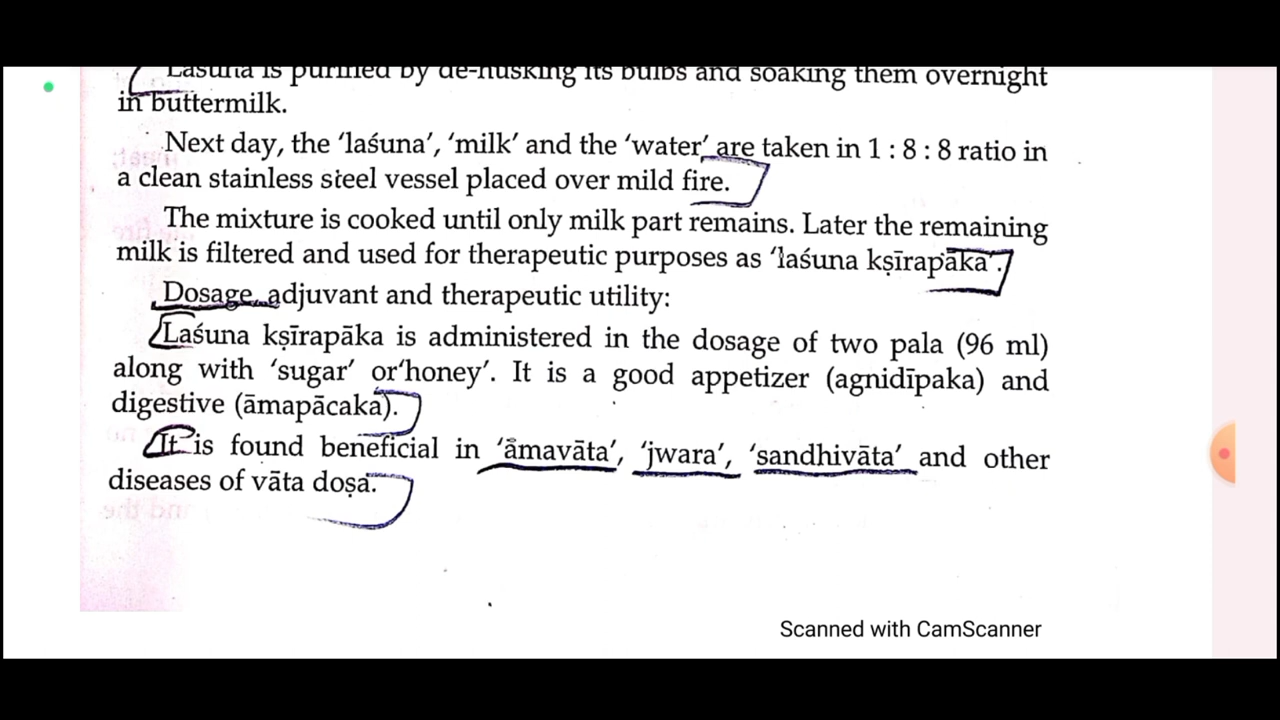 Laśuna is purified by de-husking its bulbs and soaking them overnight
in buttermilk.
Next day, the 'laśuna', 'milk' and the 'water' are taken in 1 : 8 : 8 ratio in
a clean stainless steel vessel placed over mild fire.
The mixture is cooked until only milk part remains. Later the remaining
milk is filtered and used for therapeutic purposes as 'laśuna kṣīrapāka'.
Dosage, adjuvant and therapeutic utility:
Laśuna kṣīrapāka is administered in the dosage of two pala (96 ml)
along with 'sugar' or'honey'. It is a good appetizer (agnidīpaka) and
digestive (āmapācaka).
It is found beneficial in 'āmavāta', 'jwara', 'sandhivāta' and other
diseases of vāta doṣa.
Scanned with CamScanner